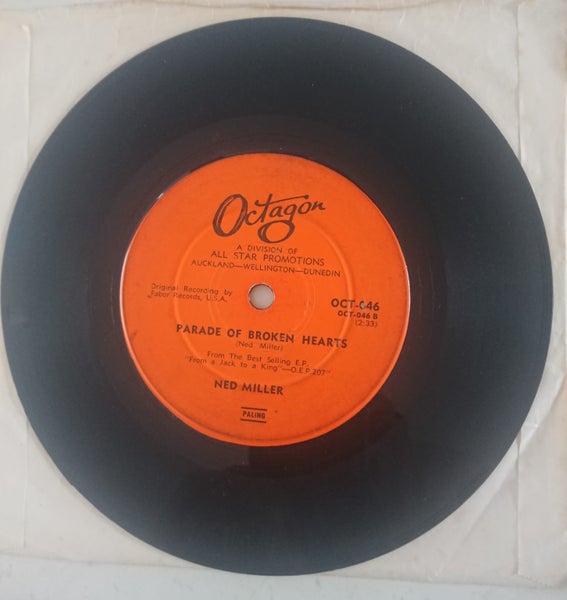 Octagon
A DIVISION OF
ALL STAR PROMOTIONS
AUCKLAND—WELLINGTON—DUNEDIN
Original Recording by
Fabor Records, U.S.A.
OCT-046
OCT-046 B
(2:33)
PARADE OF BROKEN HEARTS
(Ned Miller)
From The Best Selling E.P.
"From a Jack to a King"—O.E.P.207"
NED MILLER
PALING